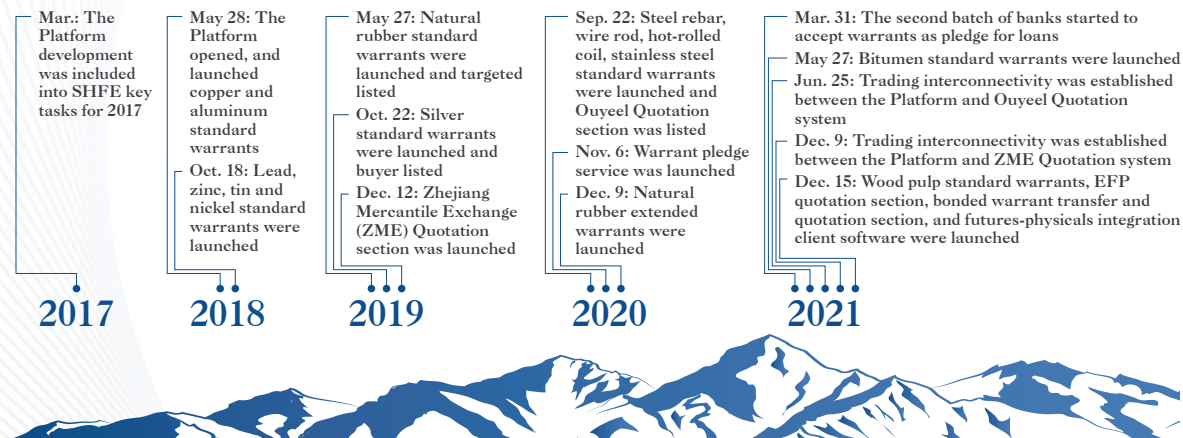 Mar.: The
Platform
development
was included
into SHFE key
tasks for 2017
2017
May 28: The
Platform
opened, and
launched
copper and
aluminum
standard
warrants
Oct. 18: Lead,
zinc, tin and
nickel standard
warrants were
launched
2018
May 27: Natural
rubber standard
warrants were
launched and targeted
listed
Oct. 22: Silver
standard warrants
were launched and
buyer listed
Dec. 12: Zhejiang
Mercantile Exchange
(ZME) Quotation
section was launched
2019
Sep. 22: Steel rebar,
wire rod, hot-rolled
coil, stainless steel
standard warrants
were launched and
Ouyeel Quotation
section was listed
Nov. 6: Warrant pledge
service was launched
Dec. 9: Natural
rubber extended
warrants were
launched
2020
Mar. 31: The second batch of banks started to
accept warrants as pledge for loans
May 27: Bitumen standard warrants were launched
Jun. 25: Trading interconnectivity was established
between the Platform and Ouyeel Quotation
system
Dec. 9: Trading interconnectivity was established
between the Platform and ZME Quotation system
Dec. 15: Wood pulp standard warrants, EFP
quotation section, bonded warrant transfer and
quotation section, and futures-physicals integration
client software were launched
2021